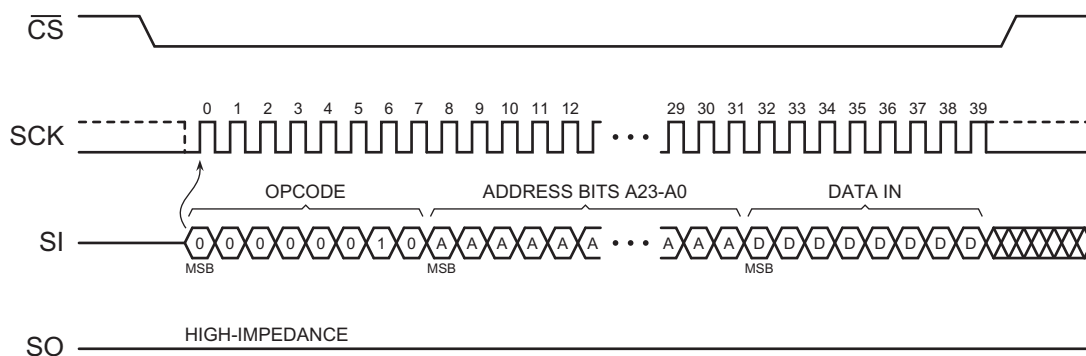 CS
0 1 2 3 4 5 6 7 8 9 10 11 12 29 30 31 32 33 34 35 36 37 38 39
SCK
OPCODE ADDRESS BITS A23-A0 DATA IN
SI 0 0 0 0 0 0 1 0 A A A A A A A A A D D D D D D D D
MSB MSB MSB
HIGH-IMPEDANCE
SO